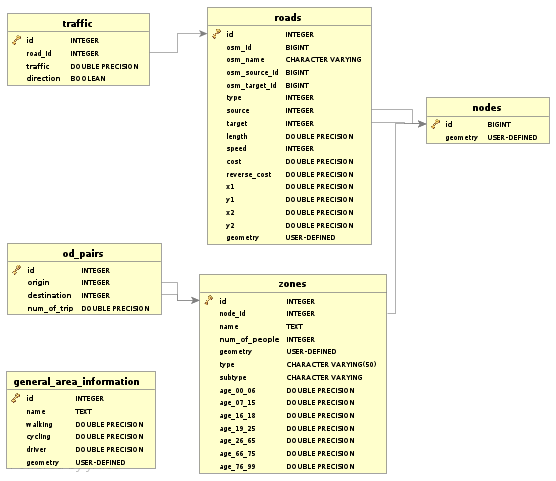 traffic
id INTEGER
road_id INTEGER
traffic DOUBLE PRECISION
direction BOOLEAN
roads
id INTEGER
osm_id BIGINT
osm_name CHARACTER VARYING
osm_source_id BIGINT
osm_target_id BIGINT
type INTEGER
source INTEGER
target INTEGER
length DOUBLE PRECISION
speed INTEGER
cost DOUBLE PRECISION
reverse_cost DOUBLE PRECISION
x1 DOUBLE PRECISION
y1 DOUBLE PRECISION
x2 DOUBLE PRECISION
y2 DOUBLE PRECISION
geometry USER-DEFINED
nodes
id BIGINT
geometry USER-DEFINED
od_pairs
id INTEGER
origin INTEGER
destination INTEGER
num_of_trip DOUBLE PRECISION
zones
id INTEGER
node_id INTEGER
name TEXT
num_of_people INTEGER
geometry USER-DEFINED
type CHARACTER VARYING(50)
subtype CHARACTER VARYING
age_00_06 DOUBLE PRECISION
age_07_15 DOUBLE PRECISION
age_16_18 DOUBLE PRECISION
age_19_25 DOUBLE PRECISION
age_26_65 DOUBLE PRECISION
age_66_75 DOUBLE PRECISION
age_76_99 DOUBLE PRECISION
general_area_information
id INTEGER
name TEXT
walking DOUBLE PRECISION
cycling DOUBLE PRECISION
driver DOUBLE PRECISION
geometry USER-DEFINED